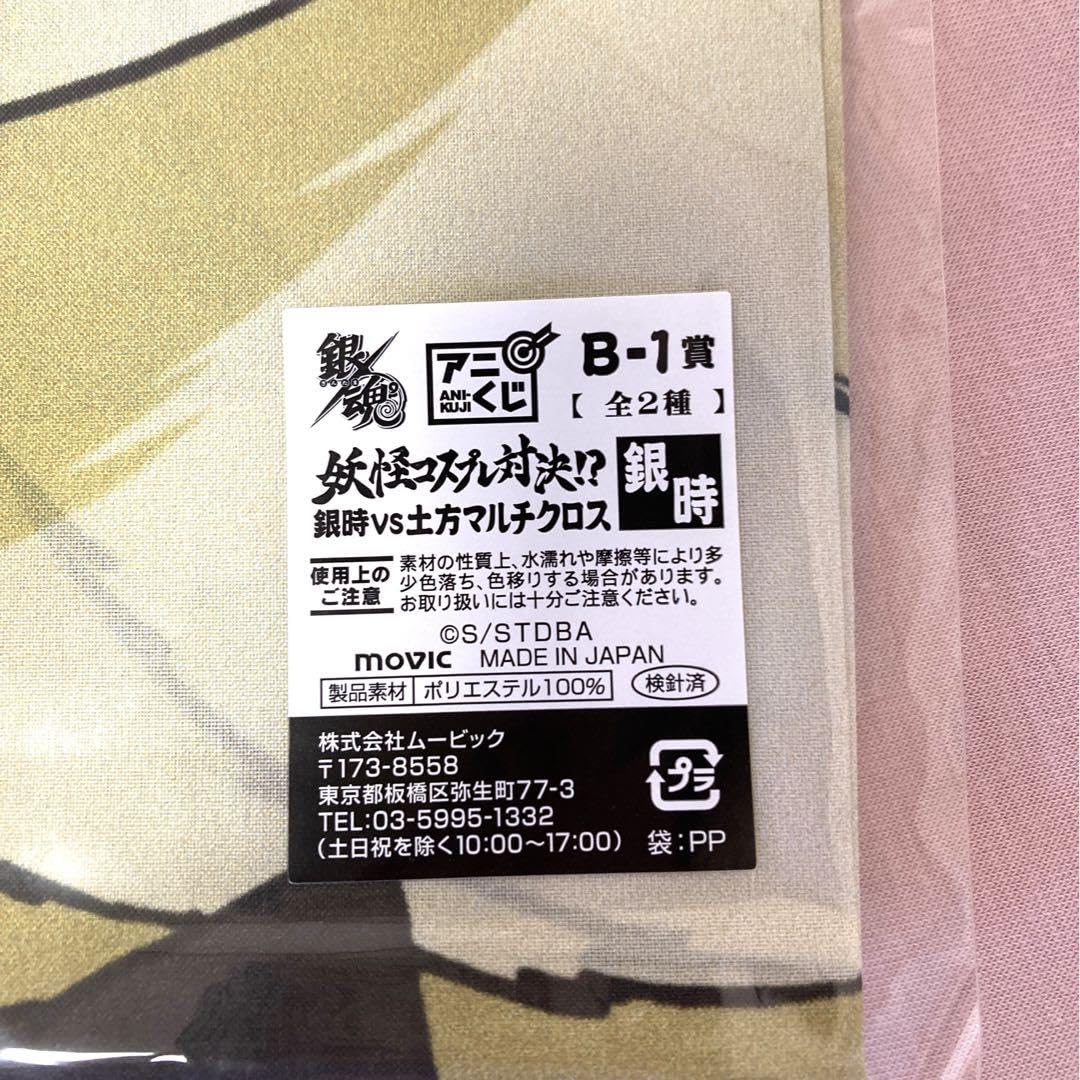 銀魂
ぎんたま
アニくじ
ANI-KUJI
B-1賞
【 全2種 】
妖怪コスプレ対決!?
銀時VS土方マルチクロス
銀時
使用上のご注意
素材の性質上、水濡れや摩擦等により多
少色落ち、色移りする場合があります。
お取り扱いには十分ご注意ください。
©S/STDBA
movic MADE IN JAPAN
製品素材 ポリエステル100% 検針済
株式会社ムービック
〒173-8558
東京都板橋区弥生町77-3
TEL:03-5995-1332
(土日祝を除く10:00～17:00)
プラ
袋:PP